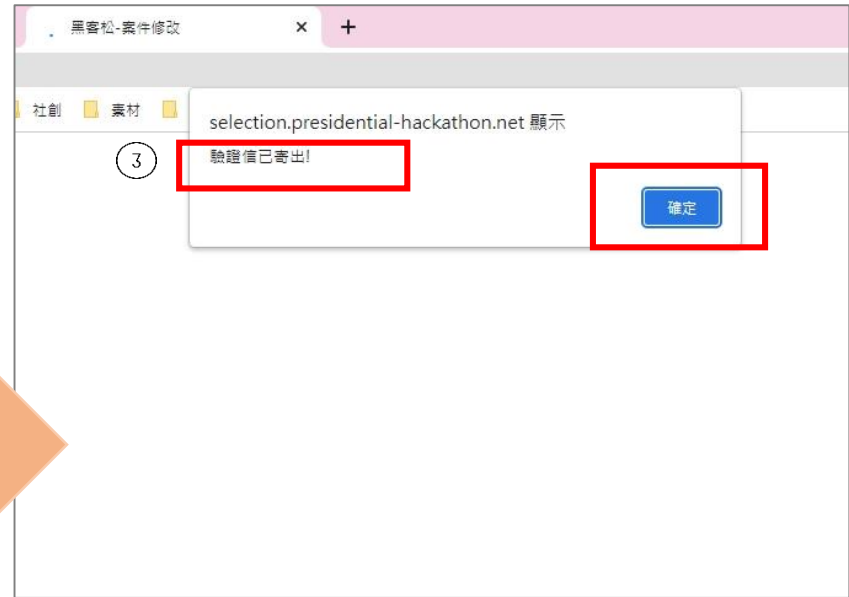 黑客松-案件修改
社創 素材
selection.presidential-hackathon.net 顯示
3 驗證信已寄出!
確定